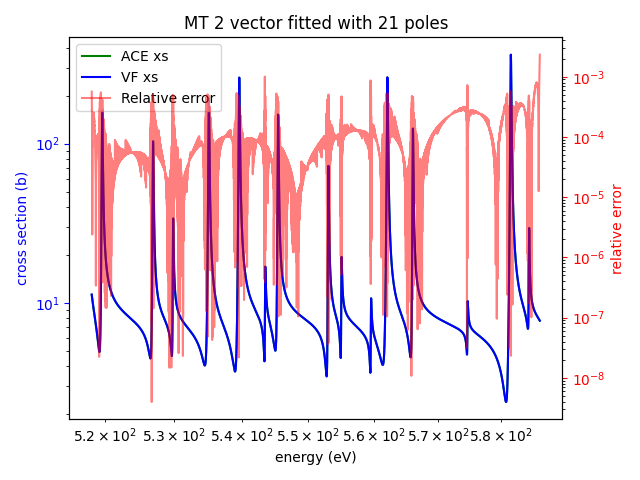 MT 2 vector fitted with 21 poles
ACE xs
VF xs
Relative error
cross section (b)
10²
10¹
10⁻³
10⁻⁴
10⁻⁵
10⁻⁶
10⁻⁷
10⁻⁸
relative error
5.2 × 10² 5.3 × 10² 5.4 × 10² 5.5 × 10² 5.6 × 10² 5.7 × 10² 5.8 × 10²
energy (eV)